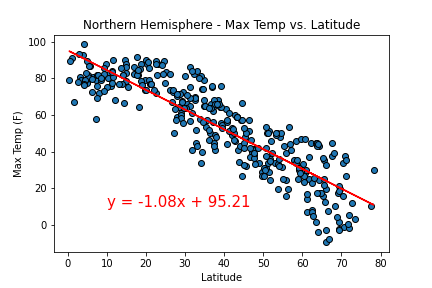 Northern Hemisphere - Max Temp vs. Latitude
100
80
60
40
20
0
Max Temp (F)
y = -1.08x + 95.21
0 10 20 30 40 50 60 70 80
Latitude